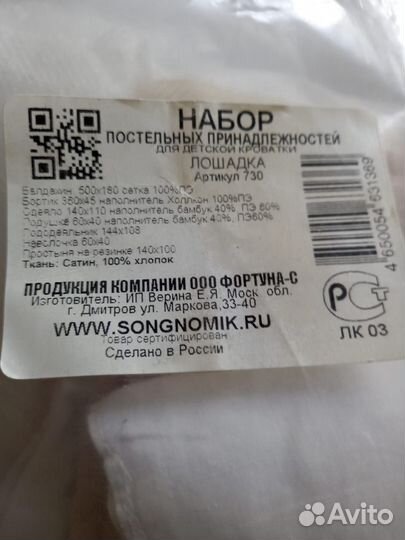 НАБОР
ПОСТЕЛЬНЫХ ПРИНАДЛЕЖНОСТЕЙ
ДЛЯ ДЕТСКОЙ КРОВАТКИ
ЛОШАДКА
Артикул 730
Балдахин: 500х180 сетка 100%ПЭ
Бортик 360х45 наполнитель Холлкон 100%ПЭ
Одеяло 140х110 наполнитель бамбук 40%, ПЭ 60%
Подушка 60х40 наполнитель бамбук 40%, ПЭ60%
Пододеяльник 144х108
Наволочка 60х40
Простыня на резинке 140х100
Ткань: Сатин, 100% хлопок
ПРОДУКЦИЯ КОМПАНИИ ООО ФОРТУНА-С
Изготовитель: ИП Верина Е.Я. Моск. обл.
г. Дмитров ул. Маркова,33-40
WWW.SONGNOMIK.RU
Товар сертифицирован
Сделано в России
4 650054 631369
РСТ
ЛК 03
Avito